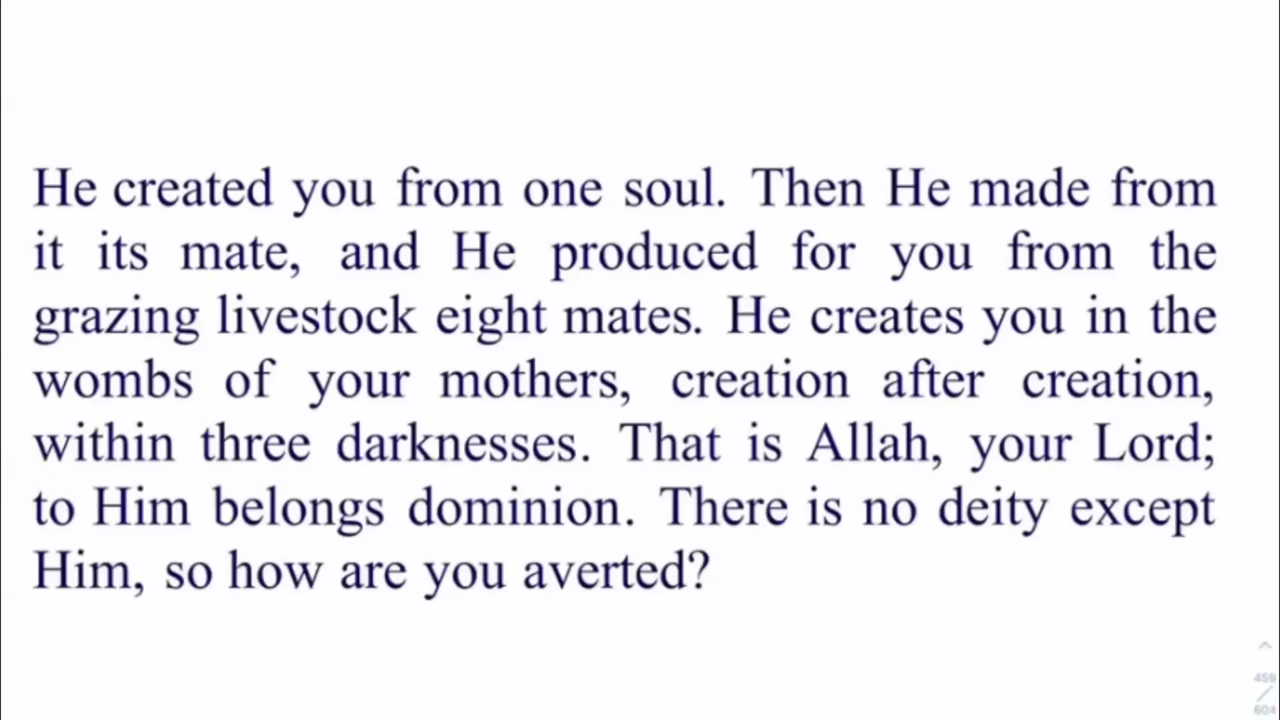 He created you from one soul. Then He made from
it its mate, and He produced for you from the
grazing livestock eight mates. He creates you in the
wombs of your mothers, creation after creation,
within three darknesses. That is Allah, your Lord;
to Him belongs dominion. There is no deity except
Him, so how are you averted?
459
/
604